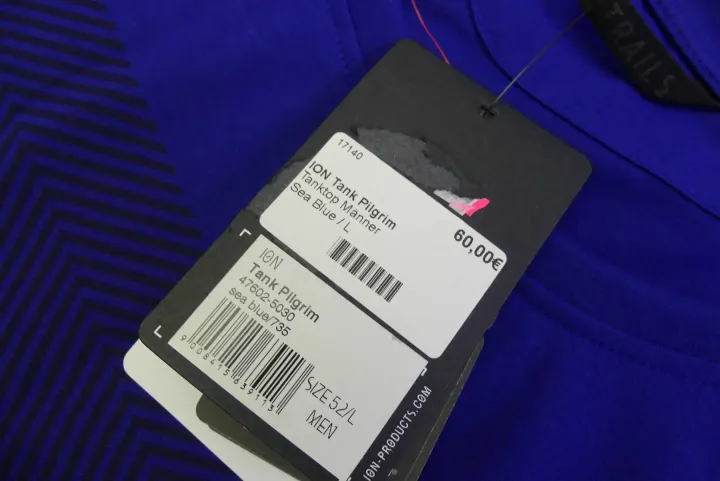 TRAILS
17140
ION Tank Pilgrim
Tanktop Männer
Sea Blue / L
60,00€
ION
Tank Pilgrim
47602-5030
sea blue/735
9008415639113
SIZE 52/L
MEN
ION-PRODUCTS.COM